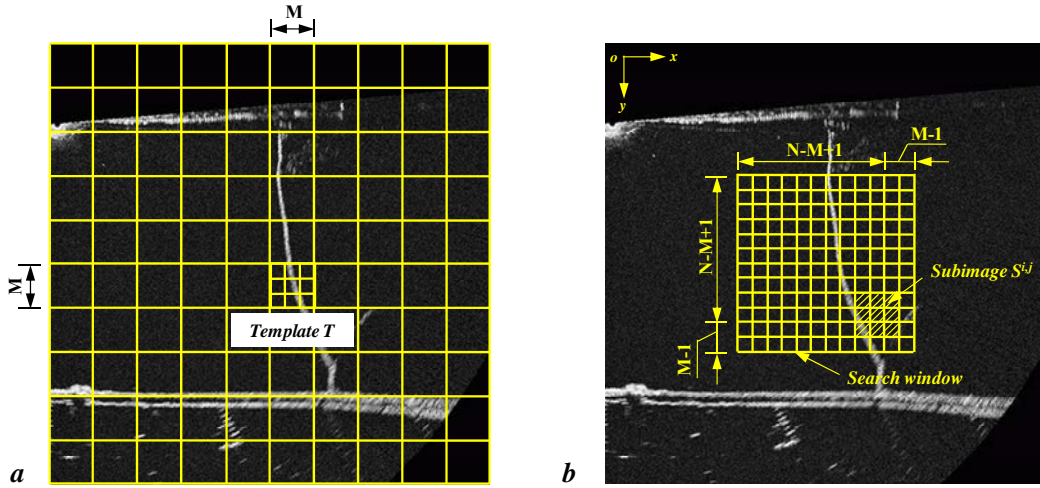 M
M
Template T
a
o
x
y
N-M+1
M-1
N-M+1
M-1
Subimage S^{i,j}
Search window
b